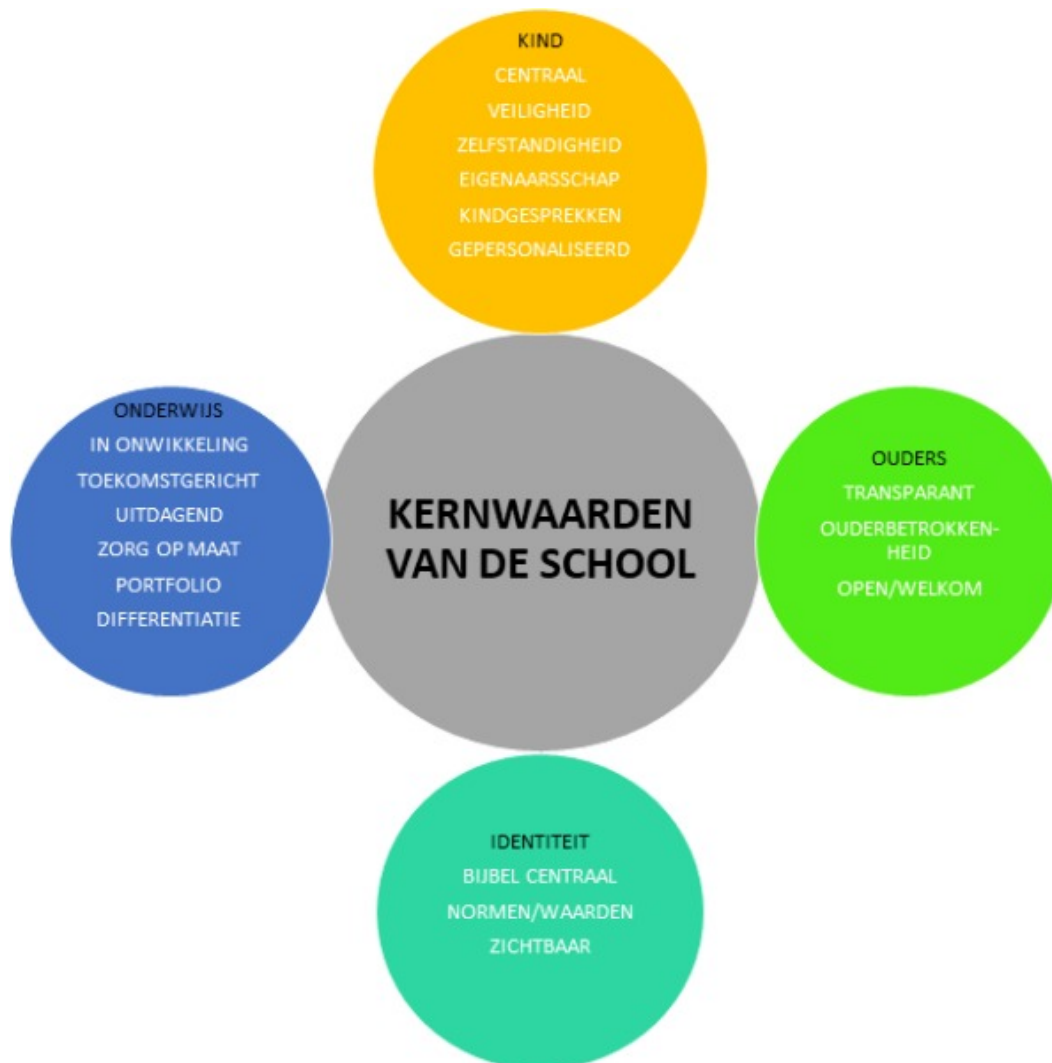 KIND
CENTRAAL
VEILIGHEID
ZELFSTANDIGHEID
EIGENAARSSCHAP
KINDGESPREKKEN
GEPERSONALISEERD
ONDERWIJS
IN ONWIKKELING
TOEKOMSTGERICHT
UITDAGEND
ZORG OP MAAT
PORTFOLIO
DIFFERENTIATIE
KERNWAARDEN
VAN DE SCHOOL
OUDERS
TRANSPARANT
OUDERBETROKKEN-
HEID
OPEN/WELKOM
IDENTITEIT
BIJBEL CENTRAAL
NORMEN/WAARDEN
ZICHTBAAR